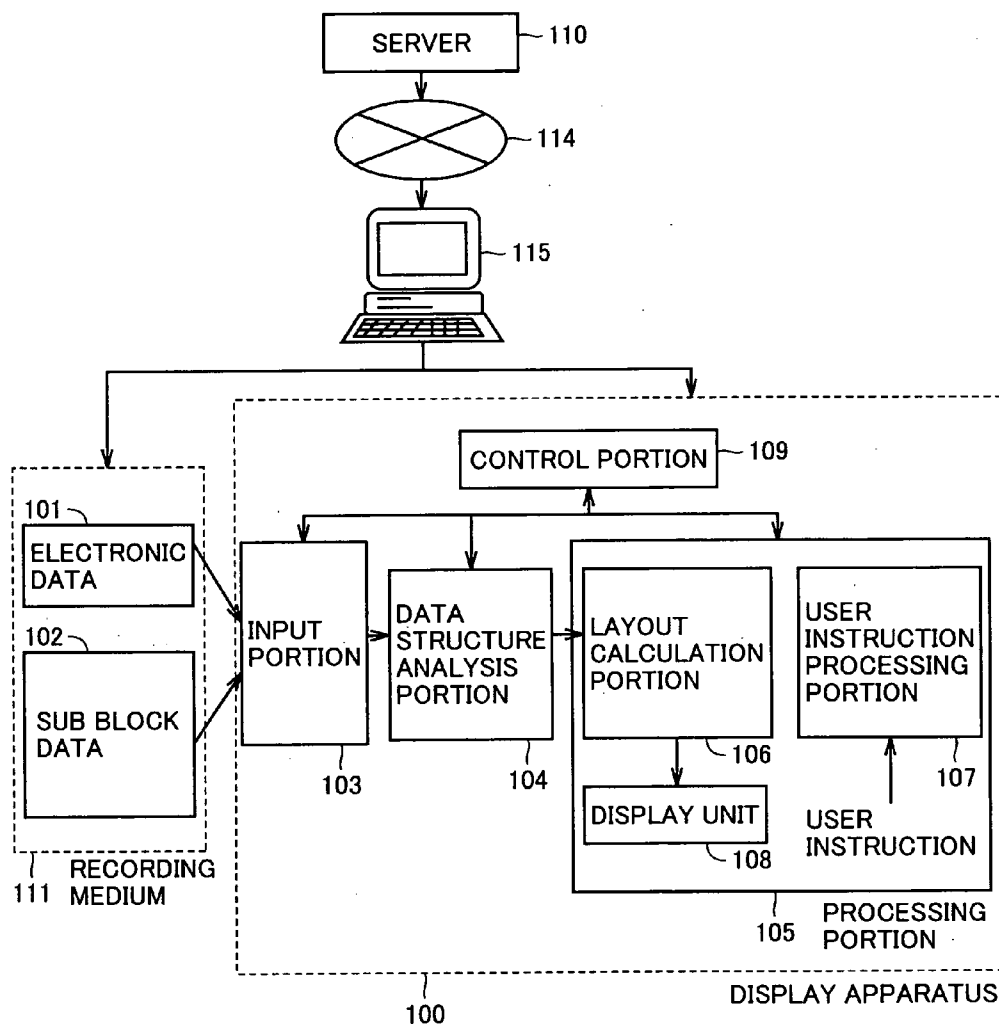 SERVER
110
114
115
CONTROL PORTION
109
101
ELECTRONIC
DATA
102
SUB BLOCK
DATA
INPUT
PORTION
103
DATA
STRUCTURE
ANALYSIS
PORTION
104
LAYOUT
CALCULATION
PORTION
106
USER
INSTRUCTION
PROCESSING
PORTION
107
DISPLAY UNIT
108
USER
INSTRUCTION
111
RECORDING
MEDIUM
105
PROCESSING
PORTION
100
DISPLAY APPARATUS